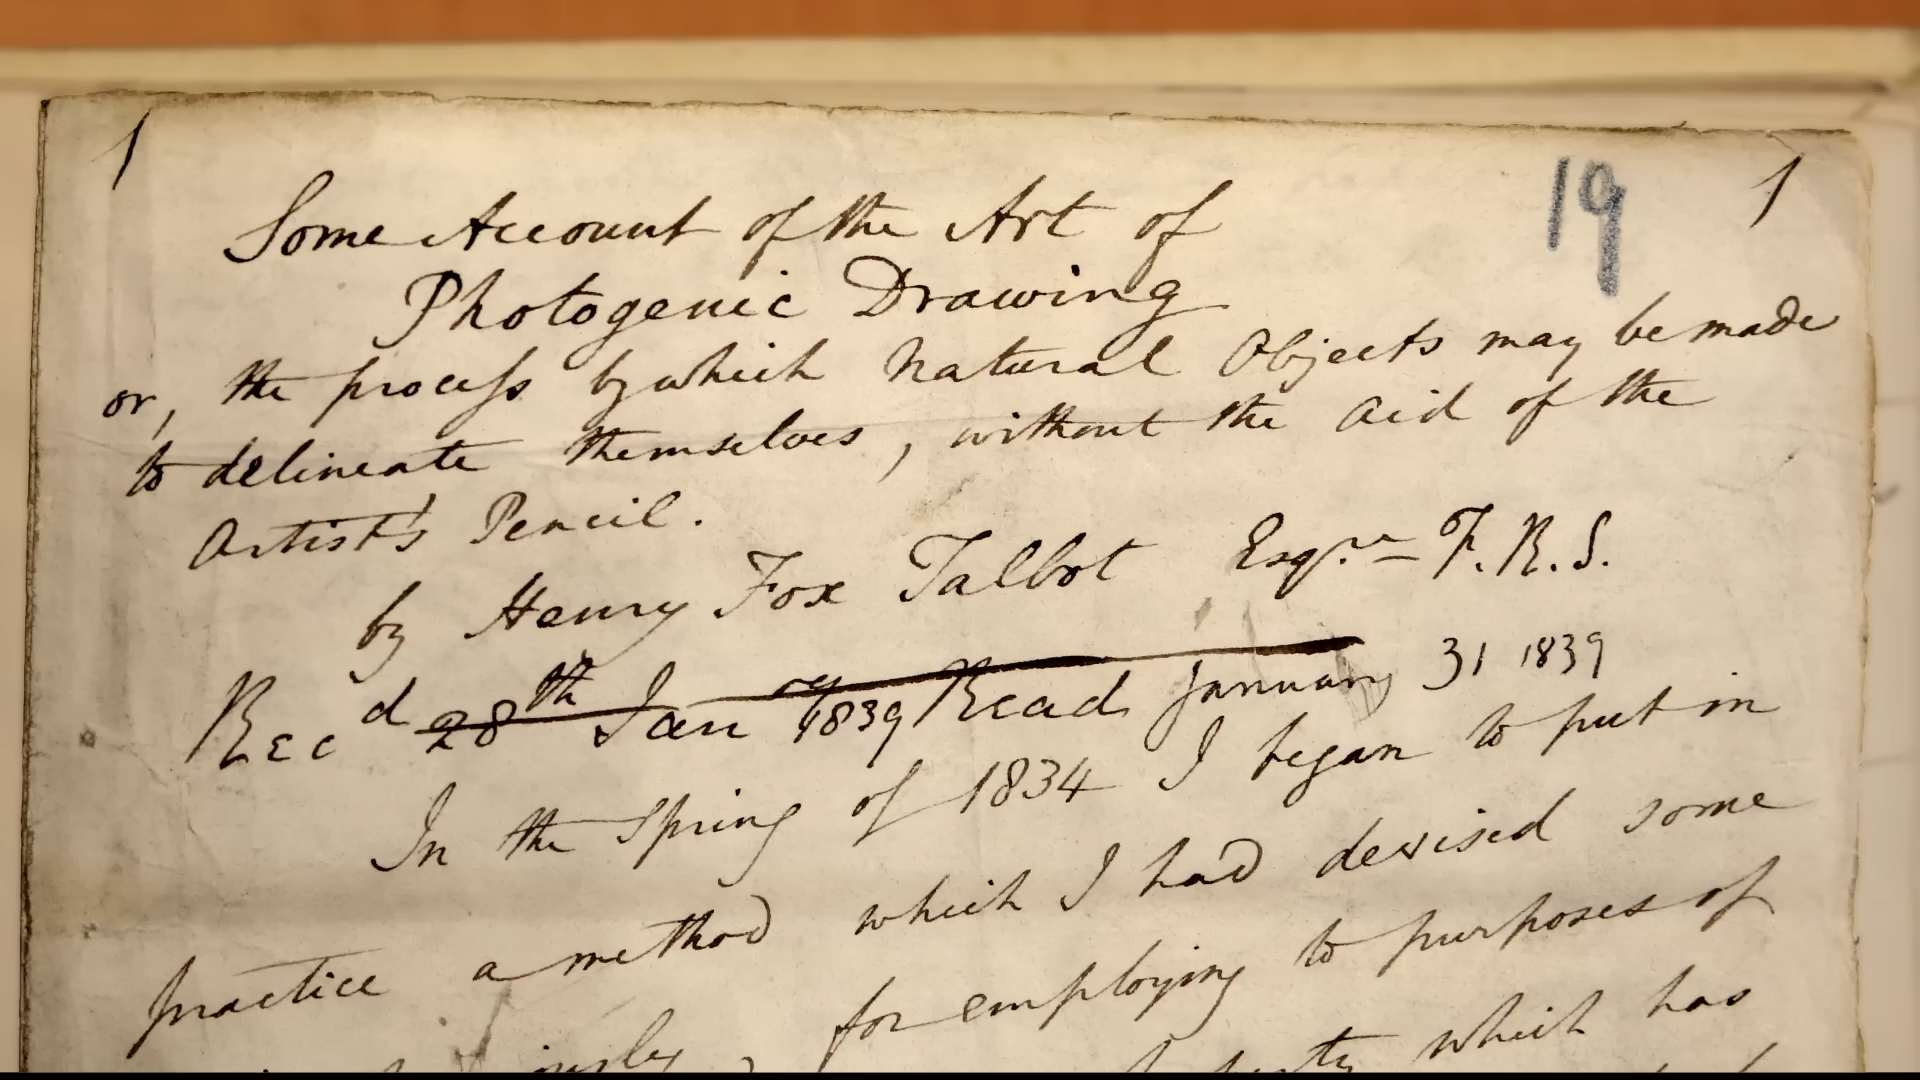 1 19 1
Some Account of the Art of
Photogenic Drawing
or, the process by which Natural Objects may be made
to delineate themselves, without the aid of the
Artist's Pencil.
by Henry Fox Talbot Esqre F.R.S.
Recd 28th Jany 1839 Read January 31 1839
In the Spring of 1834 I began to put in
practice a method which I had devised some
for employing to purposes of
which has